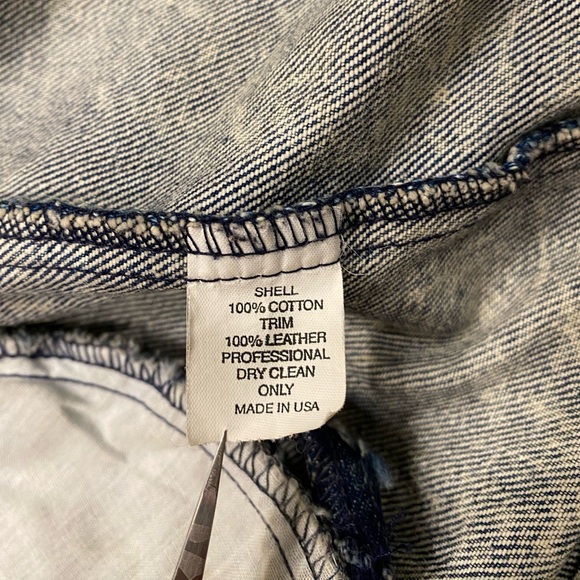 SHELL
100% COTTON
TRIM
100% LEATHER
PROFESSIONAL
DRY CLEAN
ONLY
MADE IN USA